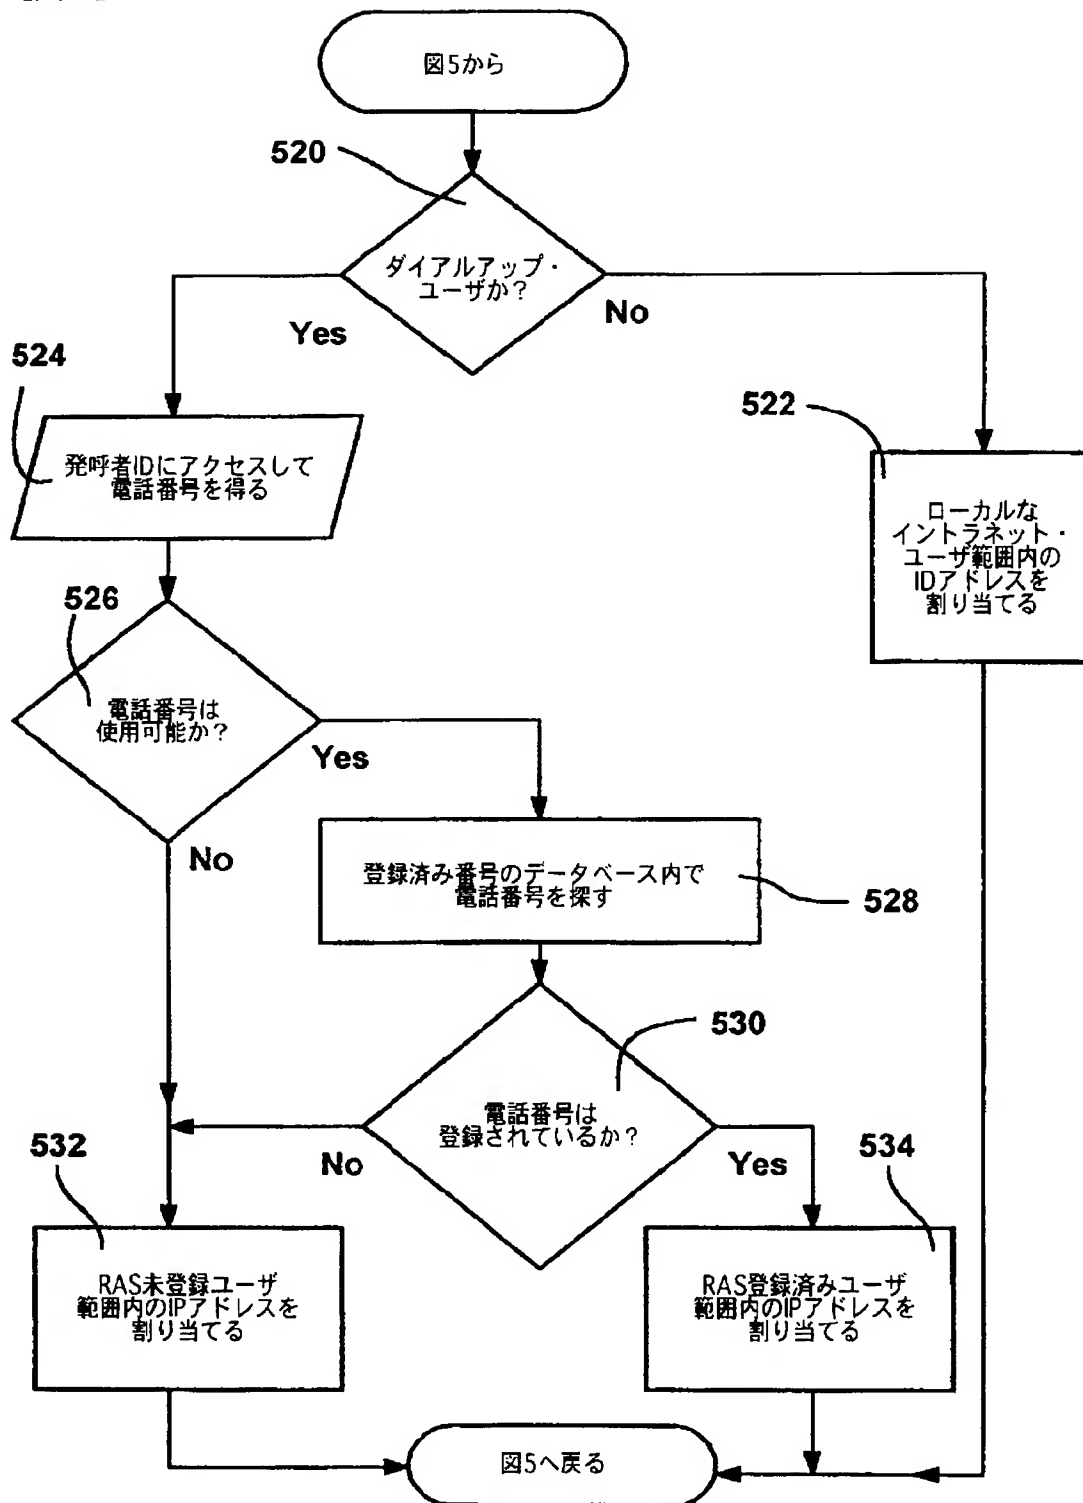 図5から
520
ダイアルアップ・
ユーザか?
Yes
No
524
発呼者IDにアクセスして
電話番号を得る
522
ローカルな
イントラネット・
ユーザ範囲内の
IDアドレスを
割り当てる
526
電話番号は
使用可能か?
Yes
No
登録済み番号のデータベース内で
電話番号を探す
528
530
電話番号は
登録されているか?
No
Yes
532
RAS未登録ユーザ
範囲内のIPアドレスを
割り当てる
534
RAS登録済みユーザ
範囲内のIPアドレスを
割り当てる
図5へ戻る